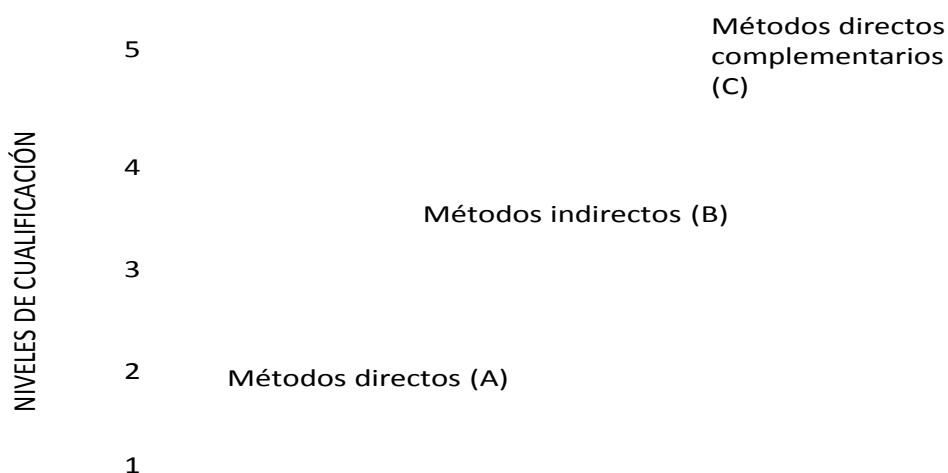 Métodos directos
complementarios
(C)
5
4
Métodos indirectos (B)
3
2
Métodos directos (A)
1
NIVELES DE CUALIFICACIÓN